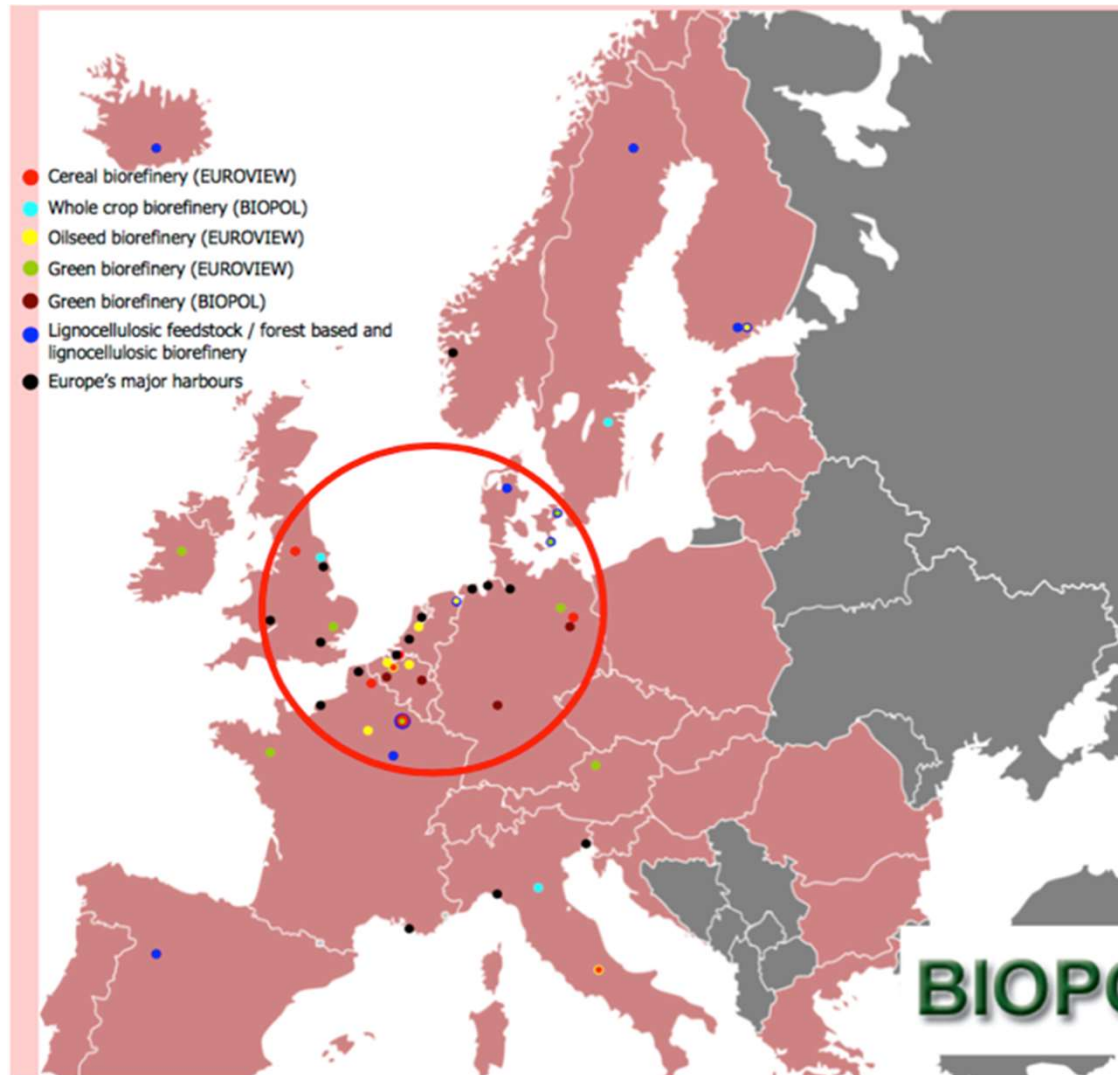 Cereal biorefinery (EUROVIEW)
Whole crop biorefinery (BIOPOL)
Oilseed biorefinery (EUROVIEW)
Green biorefinery (EUROVIEW)
Green biorefinery (BIOPOL)
Lignocellulosic feedstock / forest based and
lignocellulosic biorefinery
Europe's major harbours
BIOPO